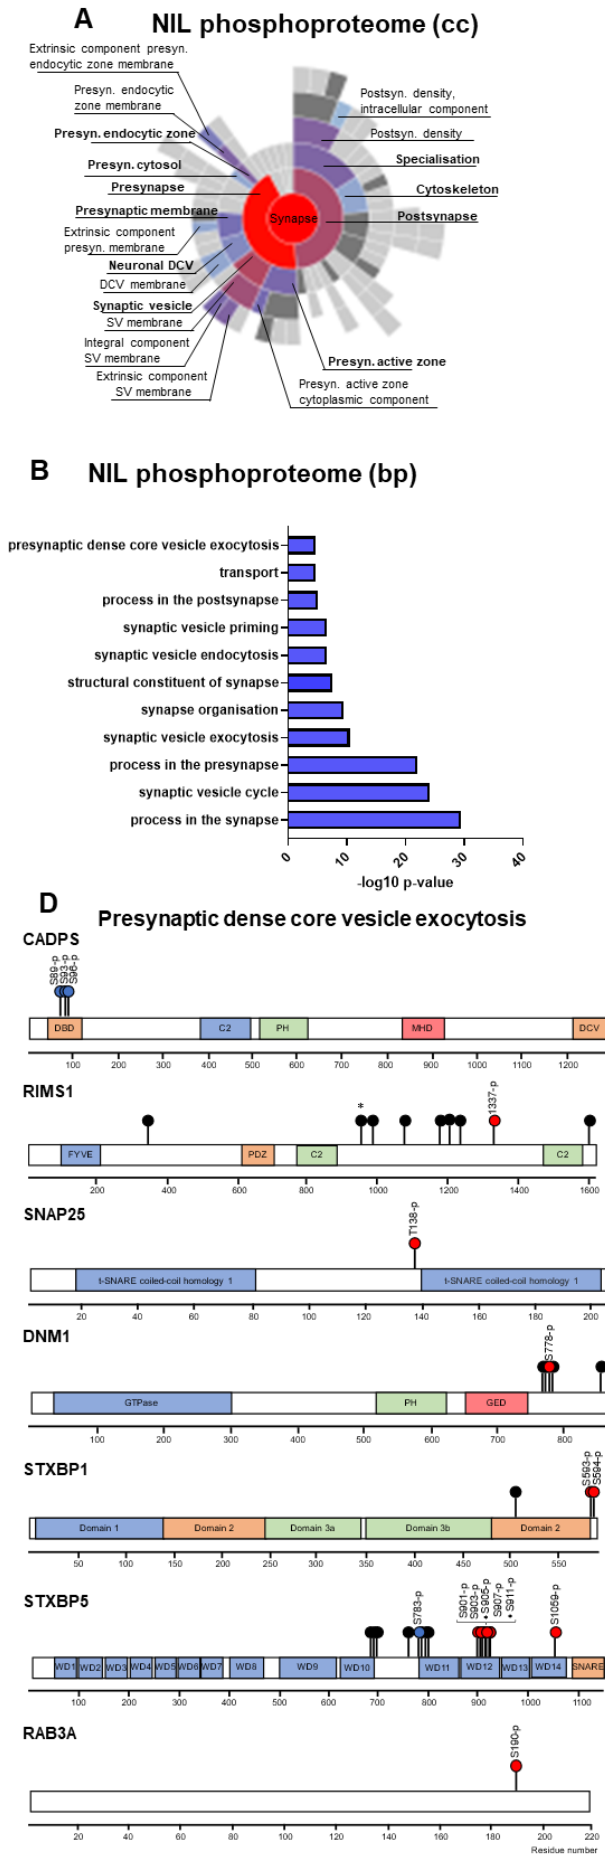 A
NIL phosphoproteome (cc)
Extrinsic component presyn.
endocytic zone membrane
Presyn. endocytic
zone membrane
Presyn. endocytic zone
Presyn. cytosol
Presynapse
Presynaptic membrane
Extrinsic component
presyn. membrane
Neuronal DCV
DCV membrane
Synaptic vesicle
SV membrane
Integral component
SV membrane
Extrinsic component
SV membrane
Synapse
Postsyn. density,
intracellular component
Postsyn. density
Specialisation
Cytoskeleton
Postsynapse
Presyn. active zone
Presyn. active zone
cytoplasmic component
B
NIL phosphoproteome (bp)
presynaptic dense core vesicle exocytosis
transport
process in the postsynapse
synaptic vesicle priming
synaptic vesicle endocytosis
structural constituent of synapse
synapse organisation
synaptic vesicle exocytosis
process in the presynapse
synaptic vesicle cycle
process in the synapse
0 10 20 30 40
-log10 p-value
D
Presynaptic dense core vesicle exocytosis
CADPS
S89-p S93-p S96-p
DBD C2 PH MHD DCV
100 200 300 400 500 600 700 800 900 1000 1100 1200
RIMS1
* 1337-p
FYVE PDZ C2 C2
200 400 600 800 1000 1200 1400 1600
SNAP25
T138-p
t-SNARE coiled-coil homology 1 t-SNARE coiled-coil homology 1
20 40 60 80 100 120 140 160 180 200
DNM1
S778-p
GTPase PH GED
100 200 300 400 500 600 700 800
STXBP1
S593-p S594-p
Domain 1 Domain 2 Domain 3a Domain 3b Domain 2
50 100 150 200 250 300 350 400 450 500 550
STXBP5
S783-p S901-p S903-p • S905-p S907-p • S911-p S1059-p
WD1 WD2 WD3 WD4 WD5 WD6 WD7 WD8 WD9 WD10 WD11 WD12 WD13 WD14 SNARE
100 200 300 400 500 600 700 800 900 1000 1100
RAB3A
S190-p
20 40 60 80 100 120 140 160 180 200 220
Residue number